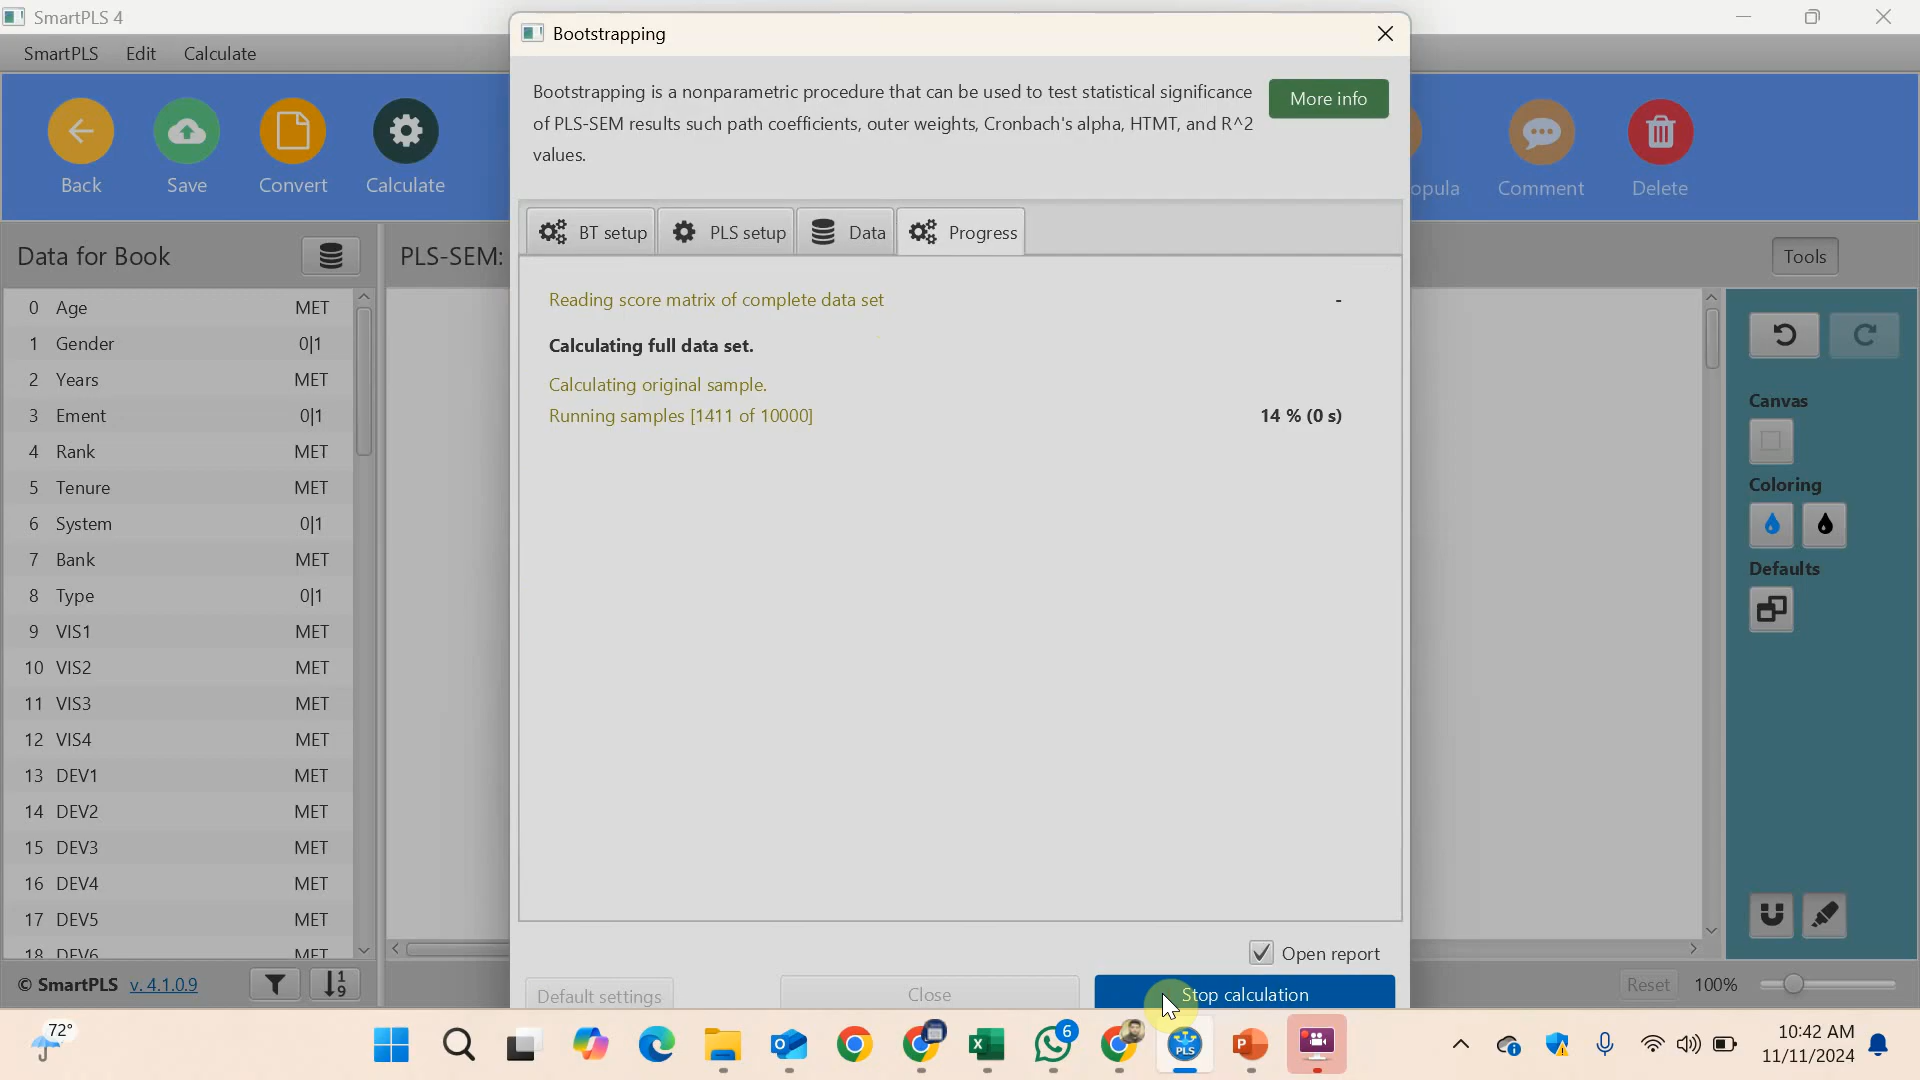 SmartPLS 4
Bootstrapping
SmartPLS
Edit
Calculate
Bootstrapping is a nonparametric procedure that can be used to test statistical significance
of PLS-SEM results such path coefficients, outer weights, Cronbach's alpha, HTMT, and R^2
values.
More info
Back
Save
Convert
Calculate
opula
Comment
Delete
BT setup
PLS setup
Data
Progress
Data for Book
PLS-SEM:
Tools
0 Age MET
1 Gender 0|1
2 Years MET
3 Ement 0|1
4 Rank MET
5 Tenure MET
6 System 0|1
7 Bank MET
8 Type 0|1
9 VIS1 MET
10 VIS2 MET
11 VIS3 MET
12 VIS4 MET
13 DEV1 MET
14 DEV2 MET
15 DEV3 MET
16 DEV4 MET
17 DEV5 MET
18 DEV6 MET
Reading score matrix of complete data set -
Calculating full data set.
Calculating original sample.
Running samples [1411 of 10000] 14 % (0 s)
Canvas
Coloring
Defaults
Open report
Default settings
Close
Stop calculation
© SmartPLS v. 4.1.0.9
1
9
Reset
100%
72°
6
PLS
10:42 AM
11/11/2024